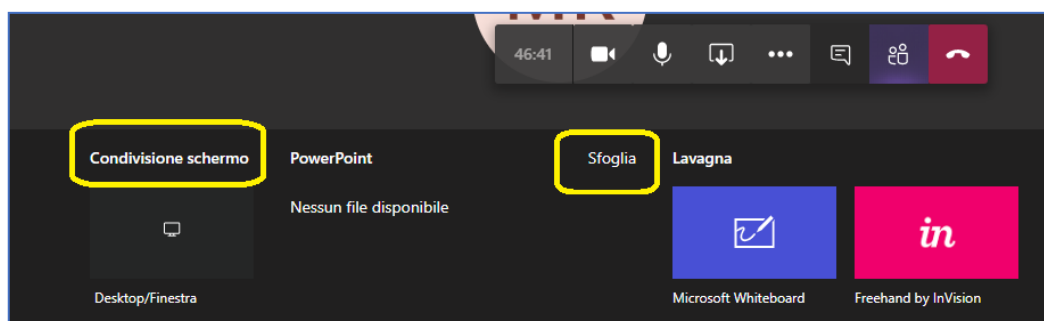 46:41
Condivisione schermo
PowerPoint
Sfoglia
Lavagna
Nessun file disponibile
in
Desktop/Finestra
Microsoft Whiteboard
Freehand by InVision